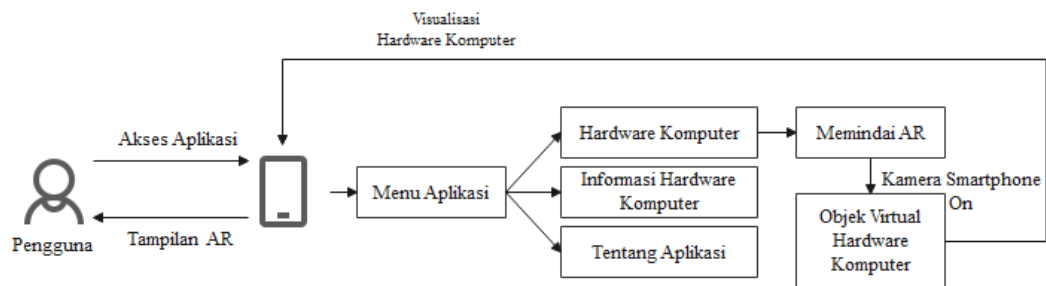 Visualisasi
Hardware Komputer
Akses Aplikasi
Pengguna
Tampilan AR
Menu Aplikasi
Hardware Komputer
Informasi Hardware
Komputer
Tentang Aplikasi
Memindai AR
Kamera Smartphone
On
Objek Virtual
Hardware
Komputer